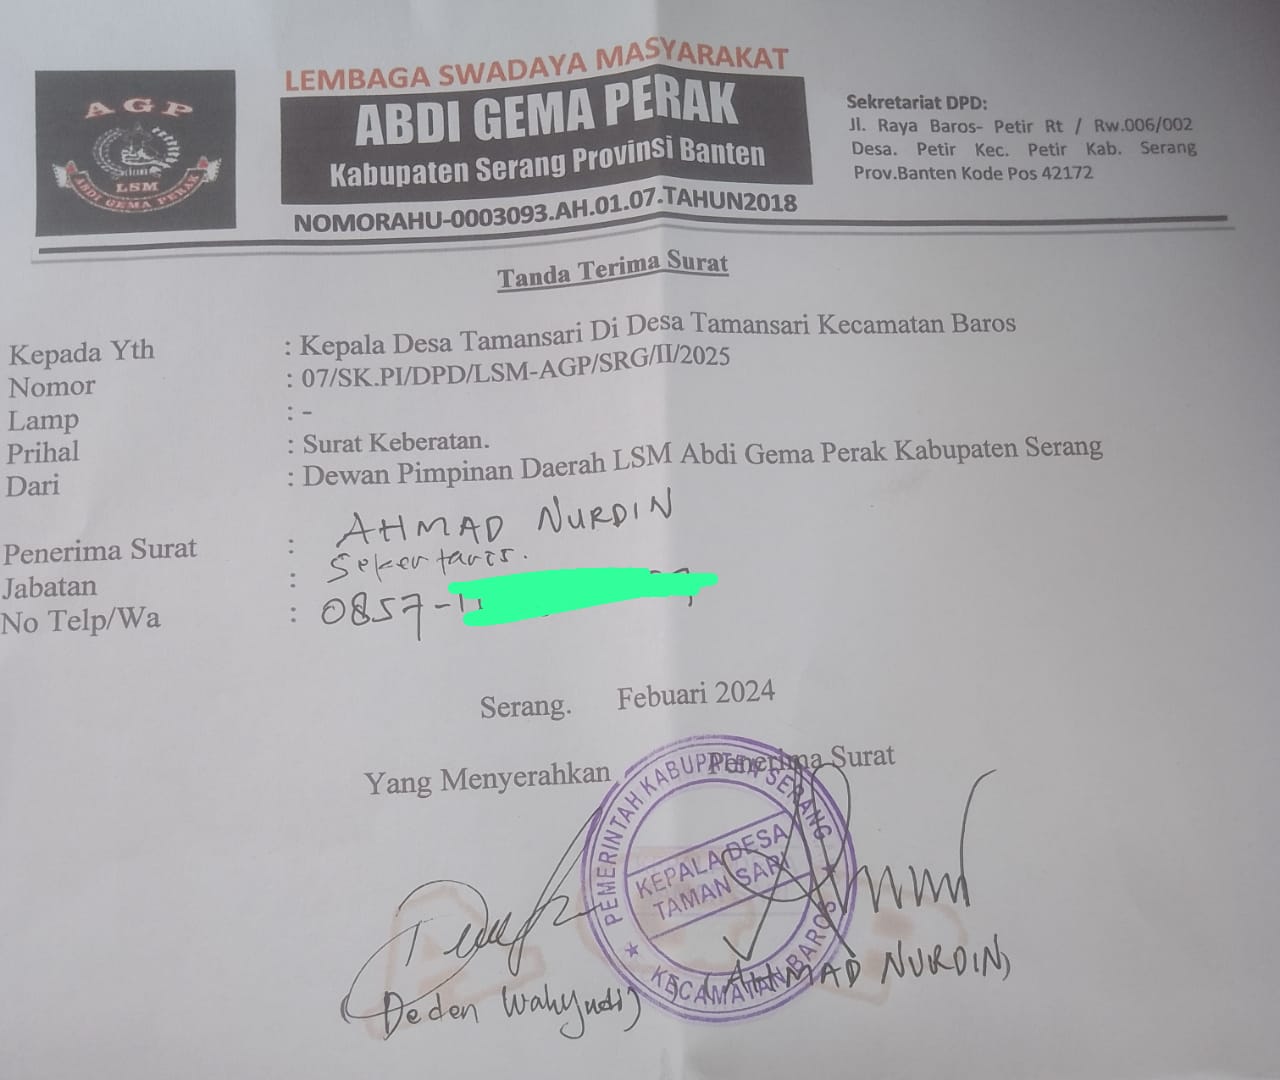 AGP
LSM
ABDI GEMA PERAK
LEMBAGA SWADAYA MASYARAKAT
ABDI GEMA PERAK
Kabupaten Serang Provinsi Banten
NOMORAHU-0003093.AH.01.07.TAHUN2018
Sekretariat DPD:
Jl. Raya Baros- Petir Rt / Rw.006/002
Desa. Petir Kec. Petir Kab. Serang
Prov.Banten Kode Pos 42172
Tanda Terima Surat
Kepada Yth : Kepala Desa Tamansari Di Desa Tamansari Kecamatan Baros
Nomor : 07/SK.PI/DPD/LSM-AGP/SRG/II/2025
Lamp : -
Prihal : Surat Keberatan.
Dari : Dewan Pimpinan Daerah LSM Abdi Gema Perak Kabupaten Serang
Penerima Surat : AHMAD NURDIN
Jabatan : Sekertaris.
No Telp/Wa : 0857-
Serang. Febuari 2024
Yang Menyerahkan Penerima Surat
PEMERINTAH KABUPATEN SERANG
KEPALA DESA
TAMAN SARI
KECAMATAN BAROS
(Deden Wahyudi) (AHMAD NURDIN)